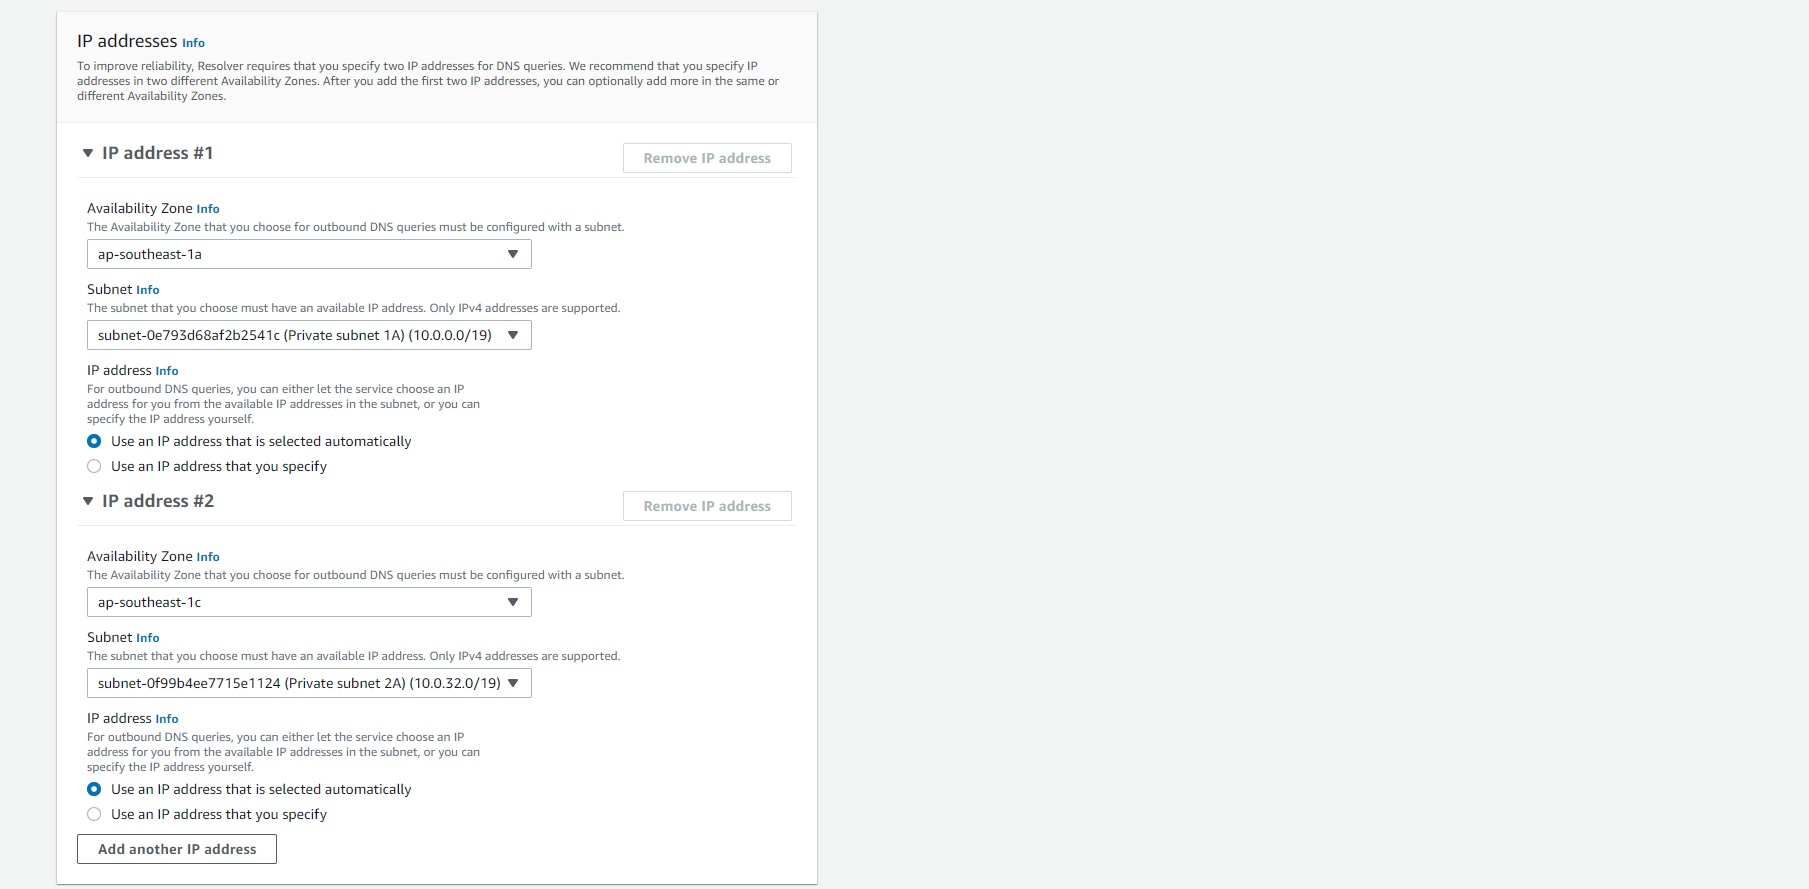 IP addresses Info
To improve reliability, Resolver requires that you specify two IP addresses for DNS queries. We recommend that you specify IP
addresses in two different Availability Zones. After you add the first two IP addresses, you can optionally add more in the same or
different Availability Zones.
IP address #1
Remove IP address
Availability Zone Info
The Availability Zone that you choose for outbound DNS queries must be configured with a subnet.
ap-southeast-1a
Subnet Info
The subnet that you choose must have an available IP address. Only IPv4 addresses are supported.
subnet-0e793d68af2b2541c (Private subnet 1A) (10.0.0.0/19)
IP address Info
For outbound DNS queries, you can either let the service choose an IP
address for you from the available IP addresses in the subnet, or you can
specify the IP address yourself.
Use an IP address that is selected automatically
Use an IP address that you specify
IP address #2
Remove IP address
Availability Zone Info
The Availability Zone that you choose for outbound DNS queries must be configured with a subnet.
ap-southeast-1c
Subnet Info
The subnet that you choose must have an available IP address. Only IPv4 addresses are supported.
subnet-0f99b4ee7715e1124 (Private subnet 2A) (10.0.32.0/19)
IP address Info
For outbound DNS queries, you can either let the service choose an IP
address for you from the available IP addresses in the subnet, or you can
specify the IP address yourself.
Use an IP address that is selected automatically
Use an IP address that you specify
Add another IP address